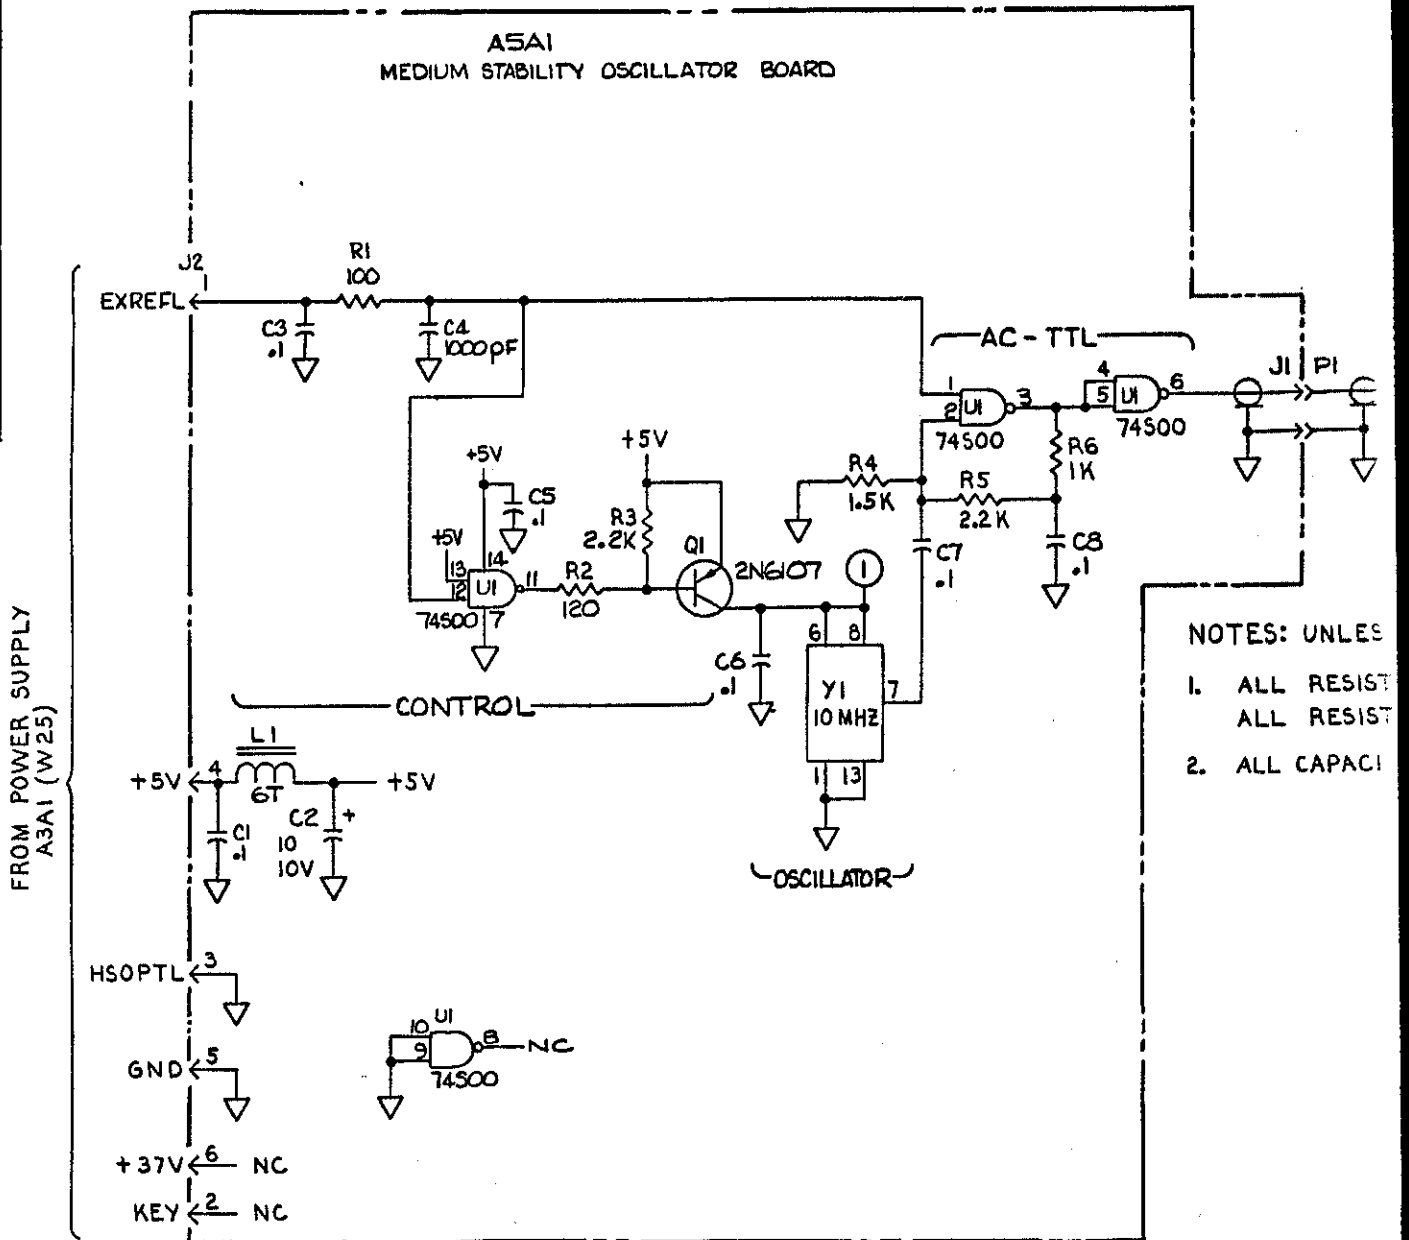 A5A1
MEDIUM STABILITY OSCILLATOR BOARD
J2
1
EXREFL
R1
100
C3
.1
C4
1000pF
AC-TTL
1
2
U1
3
74S00
4
5
U1
6
74S00
J1
P1
+5V
C5
.1
+5V
13
12
14
U1
11
74S00
7
R2
120
+5V
R3
2.2K
Q1
2N6107
1
R4
1.5K
R5
2.2K
R6
1K
C7
.1
C8
.1
C6
.1
6
8
Y1
10 MHZ
7
1
13
OSCILLATOR
CONTROL
NOTES: UNLES
1. ALL RESIST
ALL RESIST
2. ALL CAPACI
FROM POWER SUPPLY
A3A1 (W25)
+5V
4
L1
6T
+5V
C1
.1
C2
+
10
10V
HSOPTL
3
GND
5
10
9
U1
8
NC
74S00
+37V
6
NC
KEY
2
NC